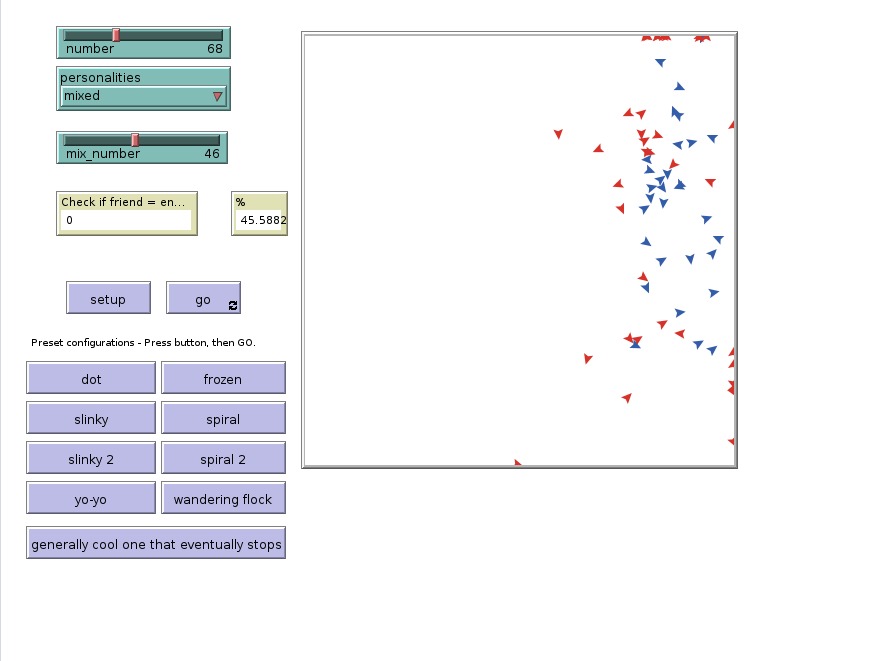 number 68
personalities
mixed
mix_number 46
Check if friend = en... %
0 45.5882
setup go
Preset configurations - Press button, then GO.
dot frozen
slinky spiral
slinky 2 spiral 2
yo-yo wandering flock
generally cool one that eventually stops